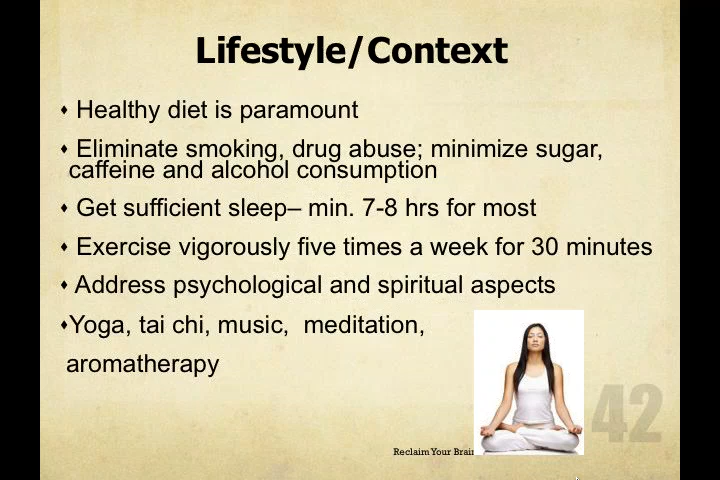 Lifestyle/Context
Healthy diet is paramount
Eliminate smoking, drug abuse; minimize sugar,
caffeine and alcohol consumption
Get sufficient sleep– min. 7-8 hrs for most
Exercise vigorously five times a week for 30 minutes
Address psychological and spiritual aspects
Yoga, tai chi, music,  meditation,
aromatherapy
42
Reclaim Your Brain